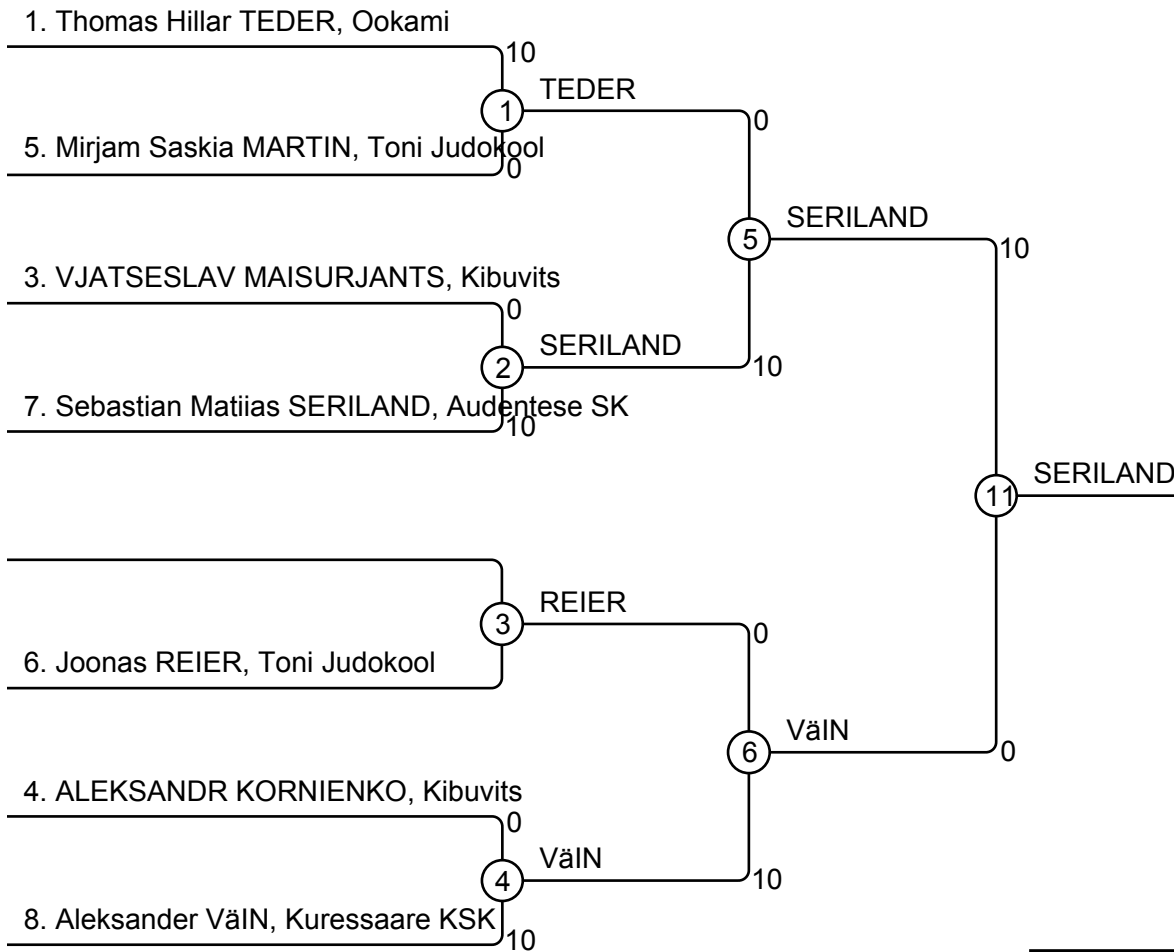 1. Thomas Hillar TEDER, Ookami
10
1
TEDER
0
5. Mirjam Saskia MARTIN, Toni Judokool
0
5
SERILAND
10
3. VJATSESLAV MAISURJANTS, Kibuvits
0
2
SERILAND
10
7. Sebastian Matiias SERILAND, Audentese SK
10
11
SERILAND
3
REIER
0
6. Joonas REIER, Toni Judokool
6
VäIN
0
4. ALEKSANDR KORNIENKO, Kibuvits
0
4
VäIN
10
8. Aleksander VäIN, Kuressaare KSK
10